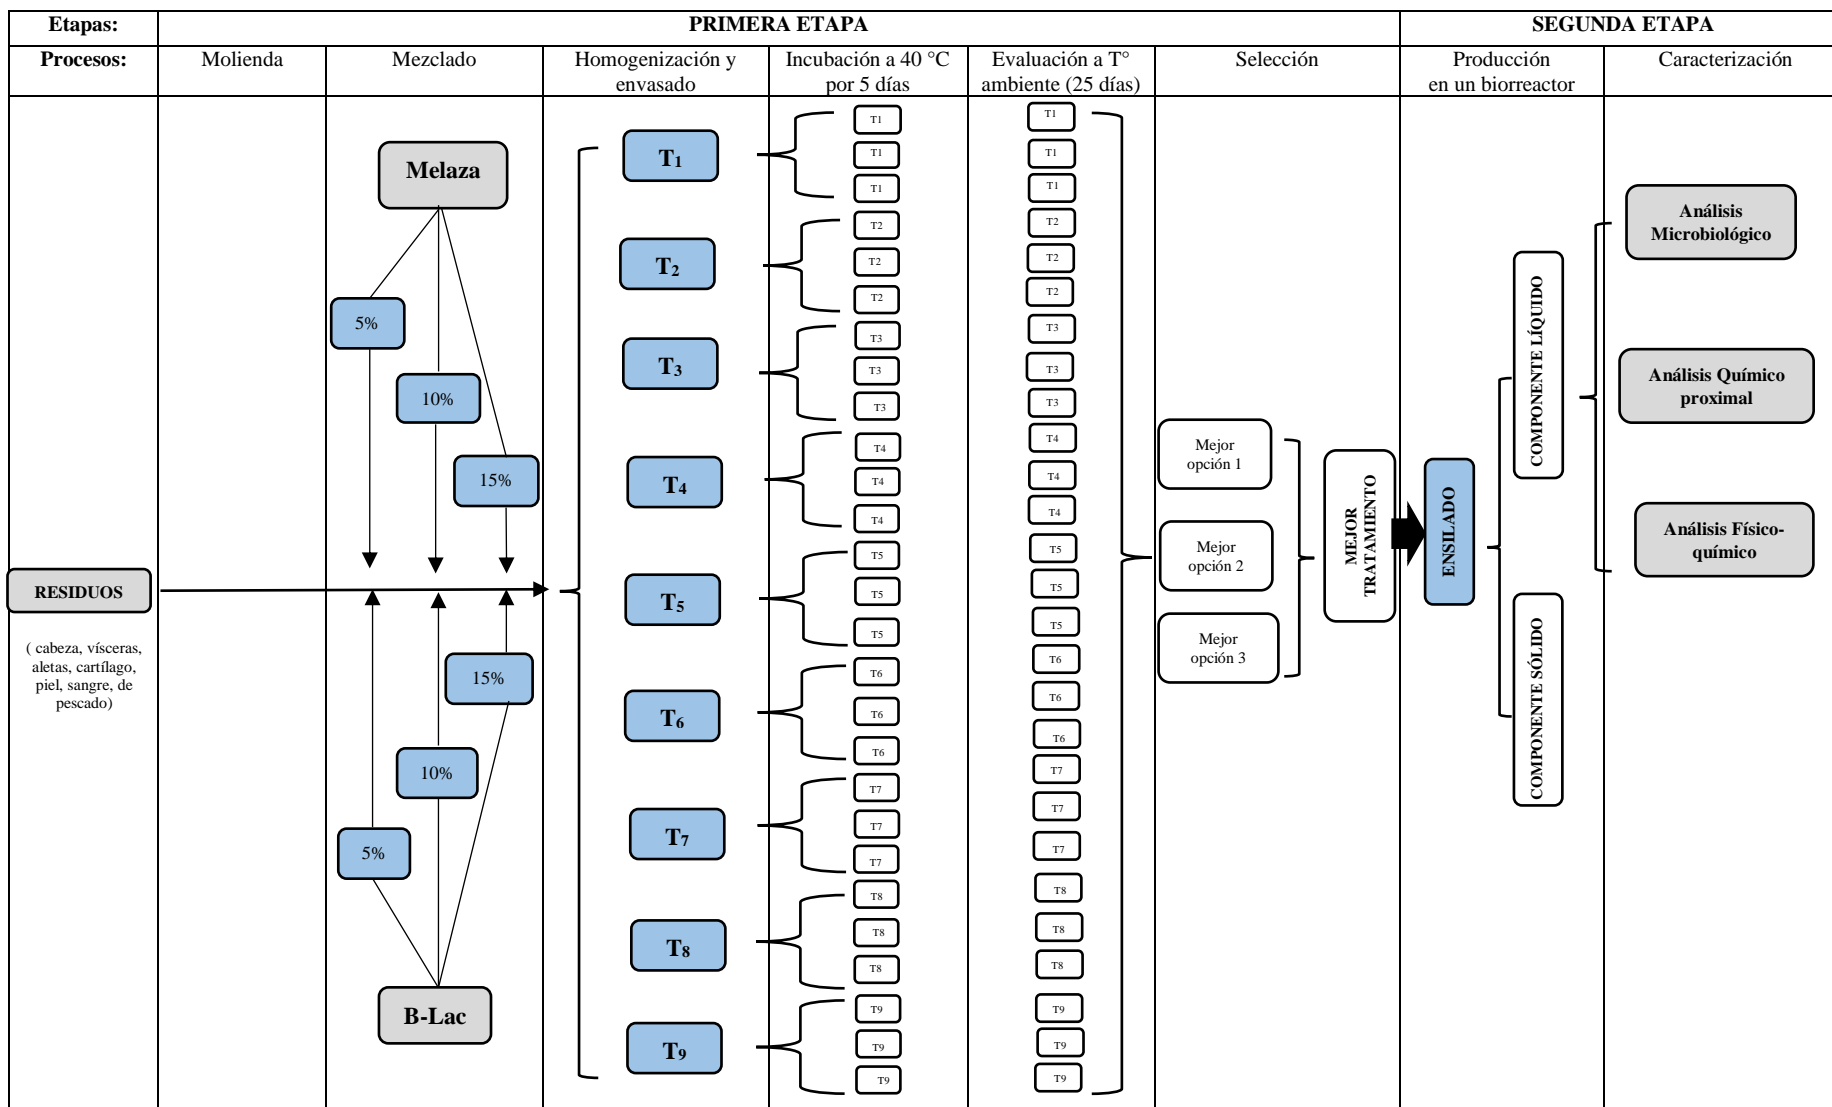 Etapas:
PRIMERA ETAPA
SEGUNDA ETAPA
Procesos:
Molienda
Mezclado
Homogenización y
envasado
Incubación a 40 °C
por 5 días
Evaluación a T°
ambiente (25 días)
Selección
Producción
en un biorreactor
Caracterización
RESIDUOS
( cabeza, vísceras,
aletas, cartílago,
piel, sangre, de
pescado)
Melaza
5%
10%
15%
15%
10%
5%
B-Lac
T1
T2
T3
T4
T5
T6
T7
T8
T9
T1
T1
T1
T2
T2
T2
T3
T3
T3
T4
T4
T4
T5
T5
T5
T6
T6
T6
T7
T7
T7
T8
T8
T8
T9
T9
T9
T1
T1
T1
T2
T2
T2
T3
T3
T3
T4
T4
T4
T5
T5
T5
T6
T6
T6
T7
T7
T7
T8
T8
T8
T9
T9
T9
Mejor
opción 1
Mejor
opción 2
Mejor
opción 3
MEJOR
TRATAMIENTO
ENSILADO
COMPONENTE LÍQUIDO
COMPONENTE SÓLIDO
Análisis
Microbiológico
Análisis Químico
proximal
Análisis Físico-
químico